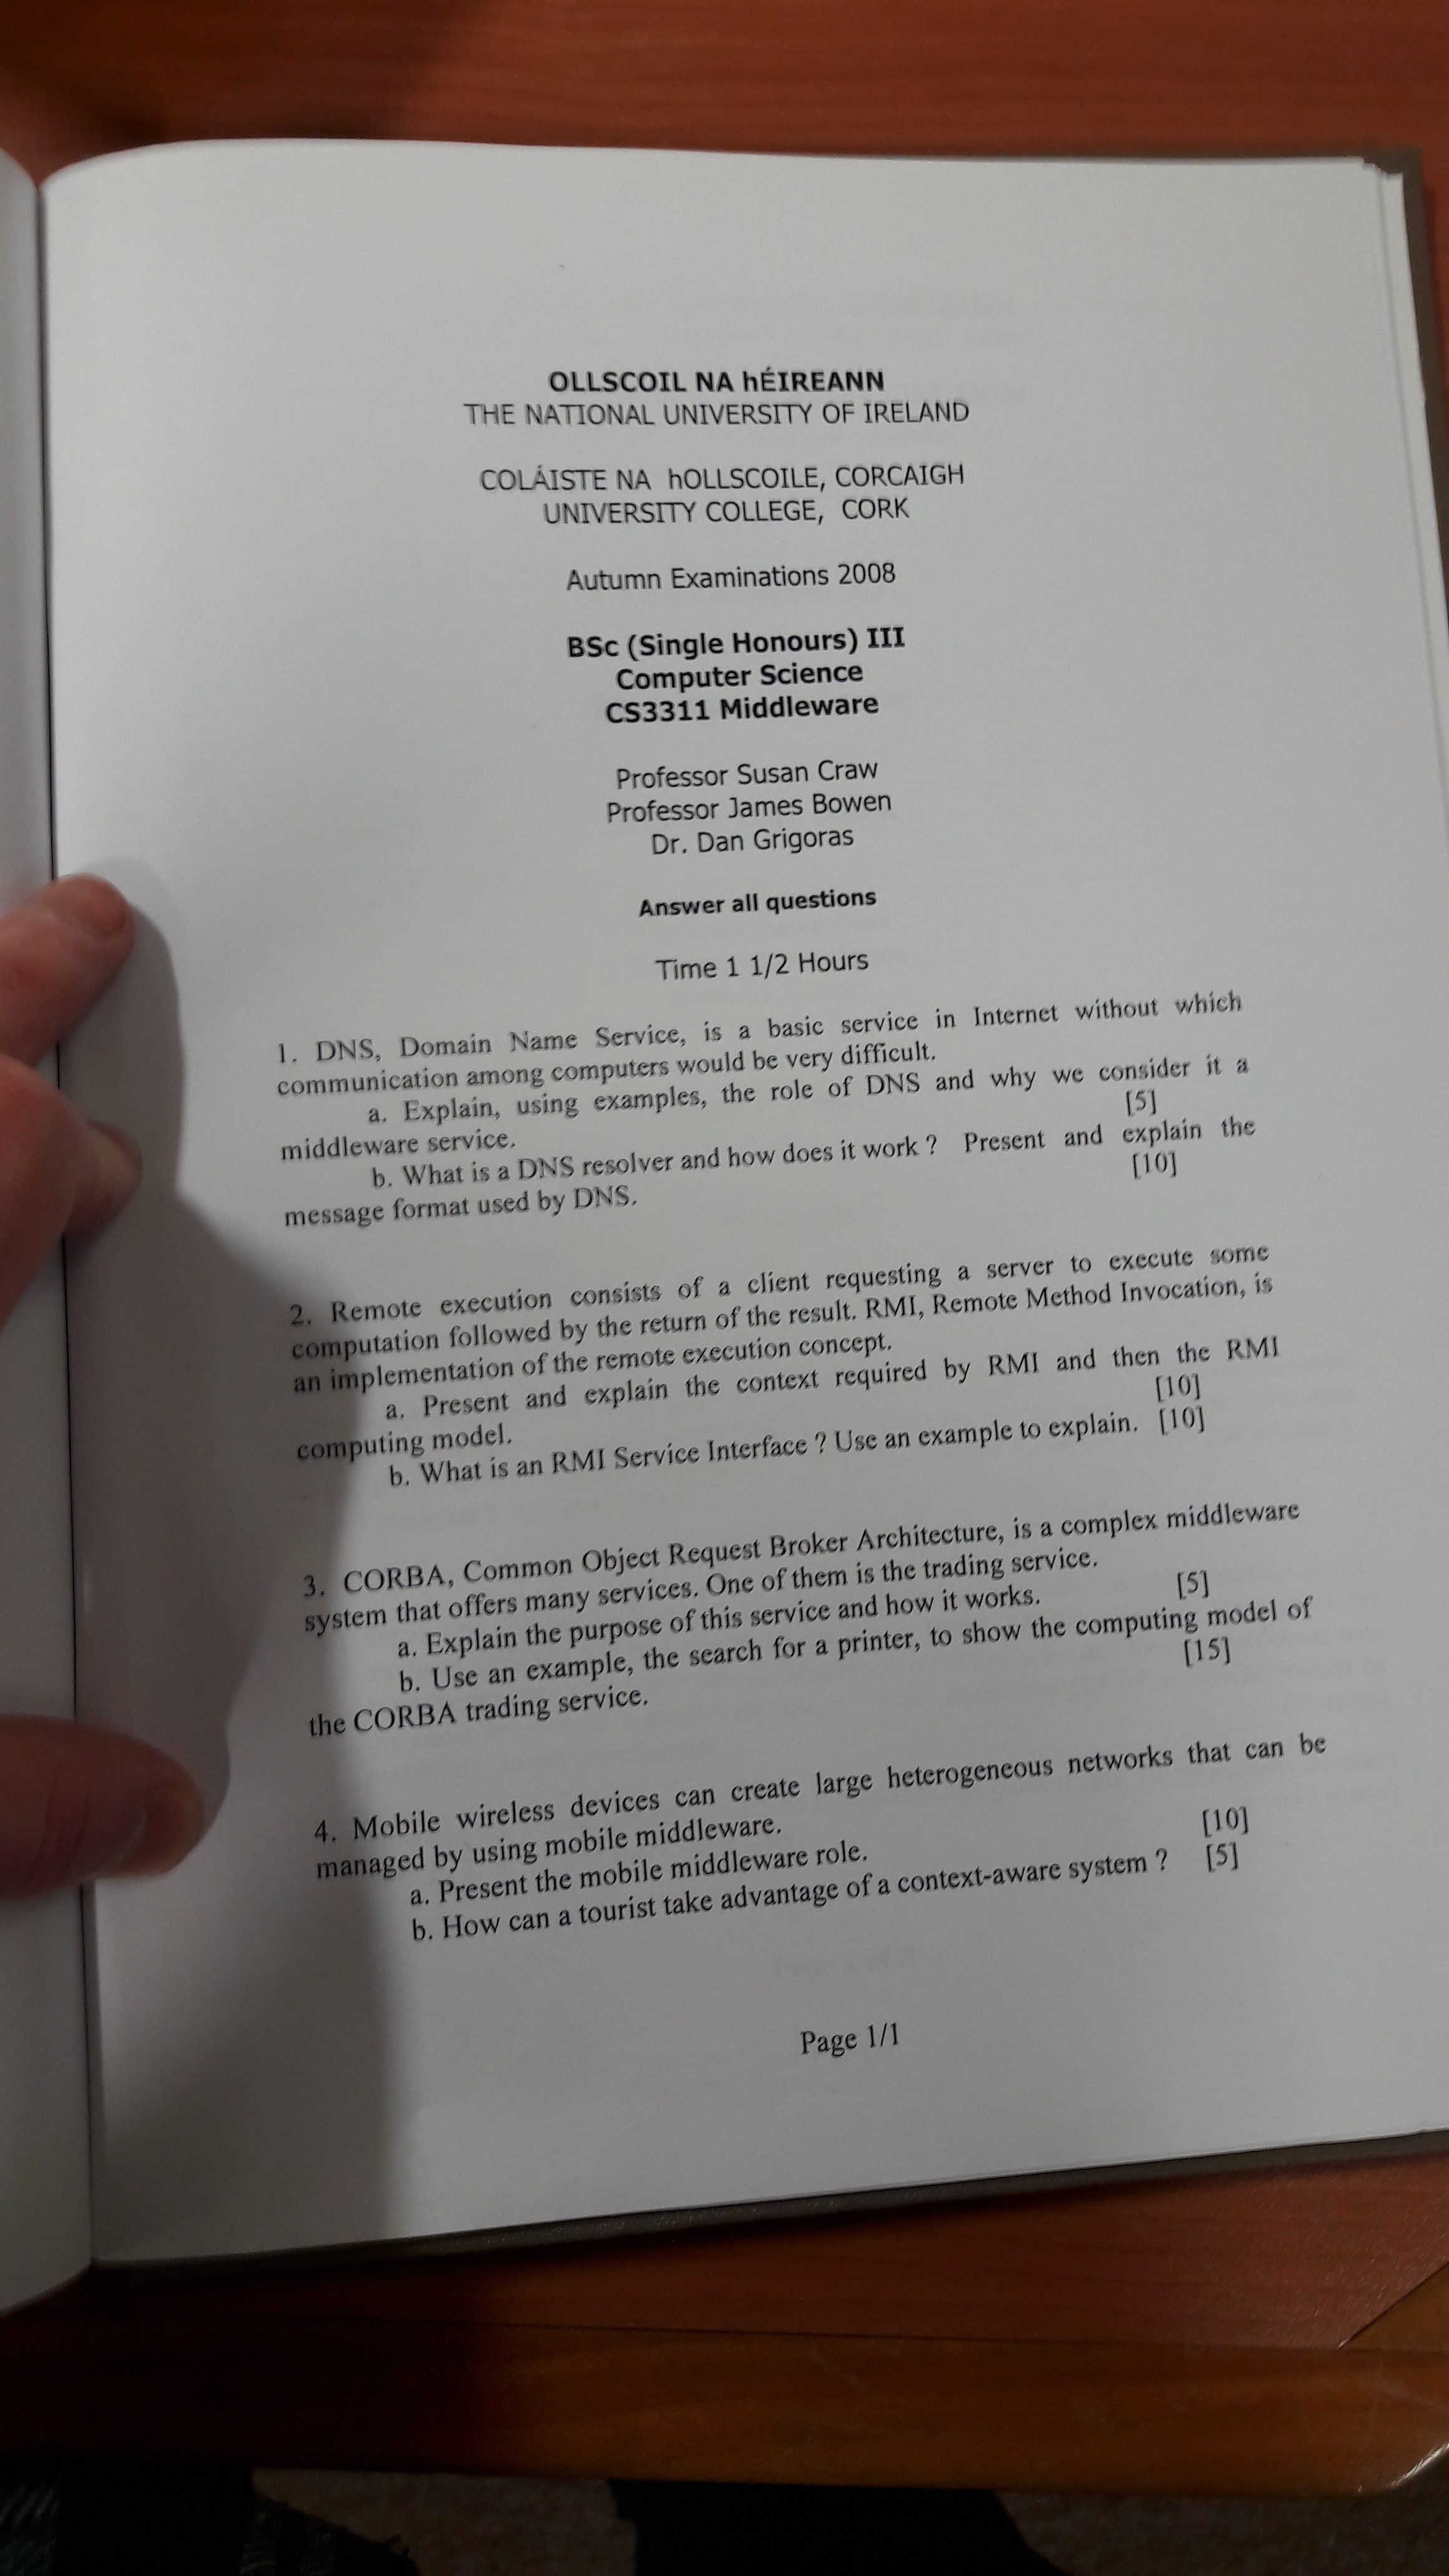 OLLSCOIL NA hÉIREANN
THE NATIONAL UNIVERSITY OF IRELAND
COLÁISTE NA hOLLSCOILE, CORCAIGH
UNIVERSITY COLLEGE, CORK
Autumn Examinations 2008
BSc (Single Honours) III
Computer Science
CS3311 Middleware
Professor Susan Craw
Professor James Bowen
Dr. Dan Grigoras
Answer all questions
Time 1 1/2 Hours
1. DNS, Domain Name Service, is a basic service in Internet without which
communication among computers would be very difficult.
a. Explain, using examples, the role of DNS and why we consider it a
middleware service. [5]
b. What is a DNS resolver and how does it work ? Present and explain the
message format used by DNS. [10]
2. Remote execution consists of a client requesting a server to execute some
computation followed by the return of the result. RMI, Remote Method Invocation, is
an implementation of the remote execution concept.
a. Present and explain the context required by RMI and then the RMI
computing model. [10]
b. What is an RMI Service Interface ? Use an example to explain. [10]
3. CORBA, Common Object Request Broker Architecture, is a complex middleware
system that offers many services. One of them is the trading service.
a. Explain the purpose of this service and how it works. [5]
b. Use an example, the search for a printer, to show the computing model of
the CORBA trading service. [15]
4. Mobile wireless devices can create large heterogeneous networks that can be
managed by using mobile middleware.
a. Present the mobile middleware role. [10]
b. How can a tourist take advantage of a context-aware system ? [5]
Page 1/1